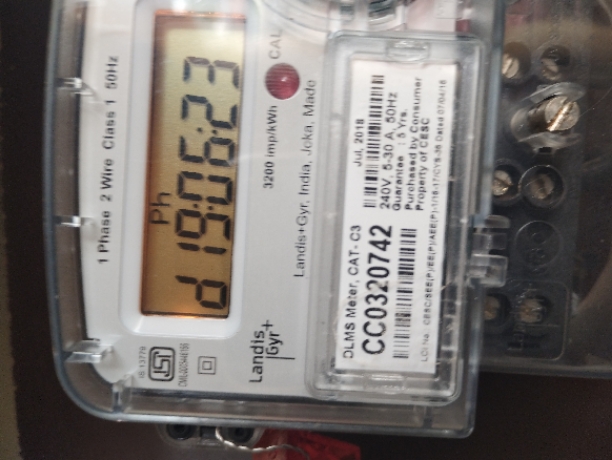 1 Phase 2 Wire Class 1 50Hz
Ph
d 19:06:23
CAL
3200 imp/kWh
Landis+Gyr, India, Joka, Made
Landis
Gyr+
DLMS Meter, CAT- C3
Jul, 2018
CC0320742
240V, 5-30 A, 50Hz
Guarantee : 5 Yrs.
Purchased by Consumer
Property of CESC